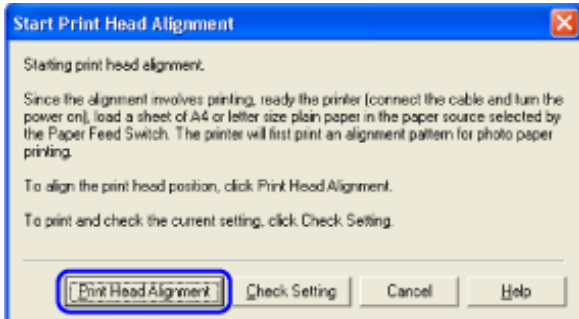 Start Print Head Alignment
Starting print head alignment.
Since the alignment involves printing, ready the printer (connect the cable and turn the
power on), load a sheet of A4 or letter size plain paper in the paper source selected by
the Paper Feed Switch. The printer will first print an alignment pattern for photo paper
printing.
To align the print head position, click Print Head Alignment.
To print and check the current setting, click Check Setting.
Print Head Alignment Check Setting Cancel Help